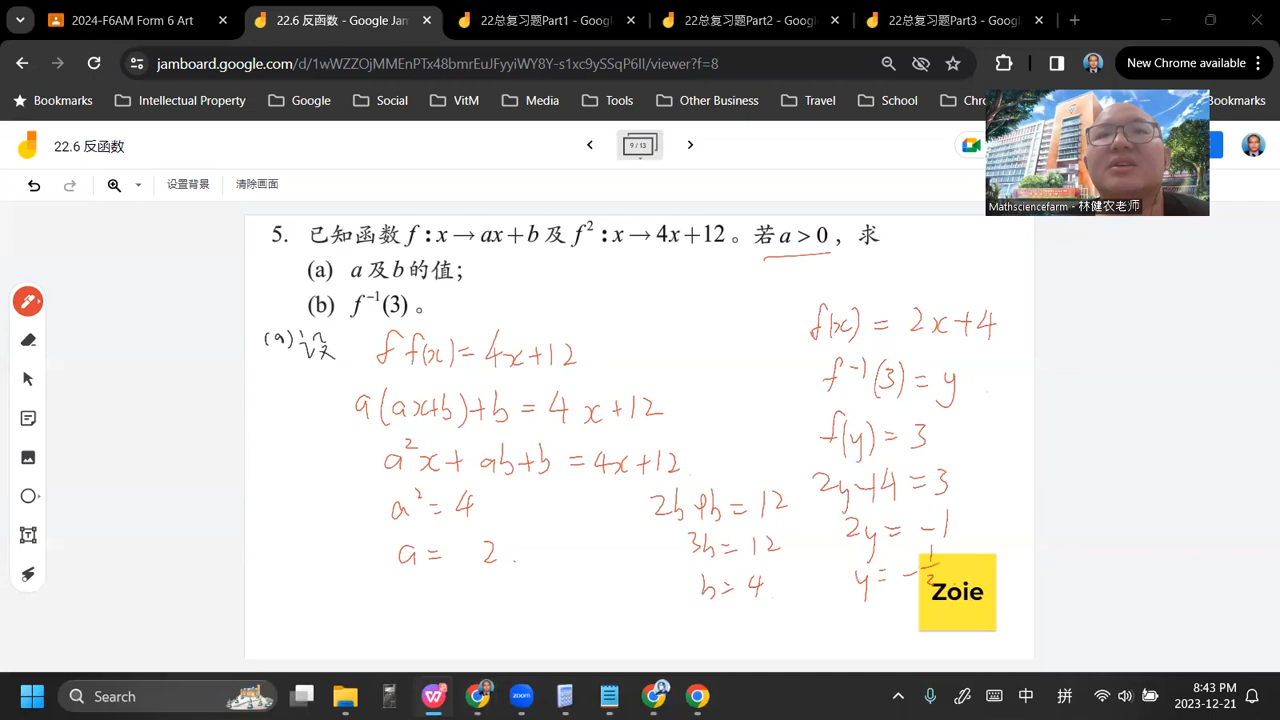 2024-F6AM Form 6 Art
22.6 反函数 - Google Jam
22总复习题Part1 - Googl
22总复习题Part2 - Google
22总复习题Part3 - Google
jamboard.google.com/d/1wWZZOjMMEnPTx48bmrEuJFyyiWY8Y-s1xc9ySSqP6II/viewer?f=8
New Chrome available
Bookmarks
Intellectual Property
Google
Social
VitM
Media
Tools
Other Business
Travel
School
Chr
Bookmarks
22.6 反函数
9 / 13
设置背景
清除画面
Mathsciencefarm - 林健农老师
5. 已知函数 f : x → ax + b 及 f² : x → 4x + 12 。若 a > 0 ，求
(a) a 及 b 的值；
(b) f⁻¹(3) 。
(a) 设
f f(x) = 4x+12
a(ax+b)+b = 4x+12
a²x + ab+b = 4x+12
a² = 4
a = 2 .
2b+b = 12
3b = 12
b = 4
f(x) = 2x+4
f⁻¹(3) = y
f(y) = 3
2y+4 = 3
2y = -1
y = -1/2
Zoie
Search
zoom
中
拼
8:43 PM
2023-12-21